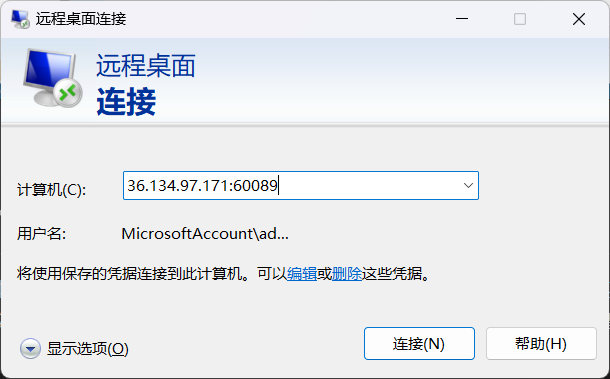 远程桌面连接
远程桌面
连接
计算机(C):
36.134.97.171:60089
用户名:
MicrosoftAccount\ad...
将使用保存的凭据连接到此计算机。可以编辑或删除这些凭据。
显示选项(O)
连接(N)
帮助(H)